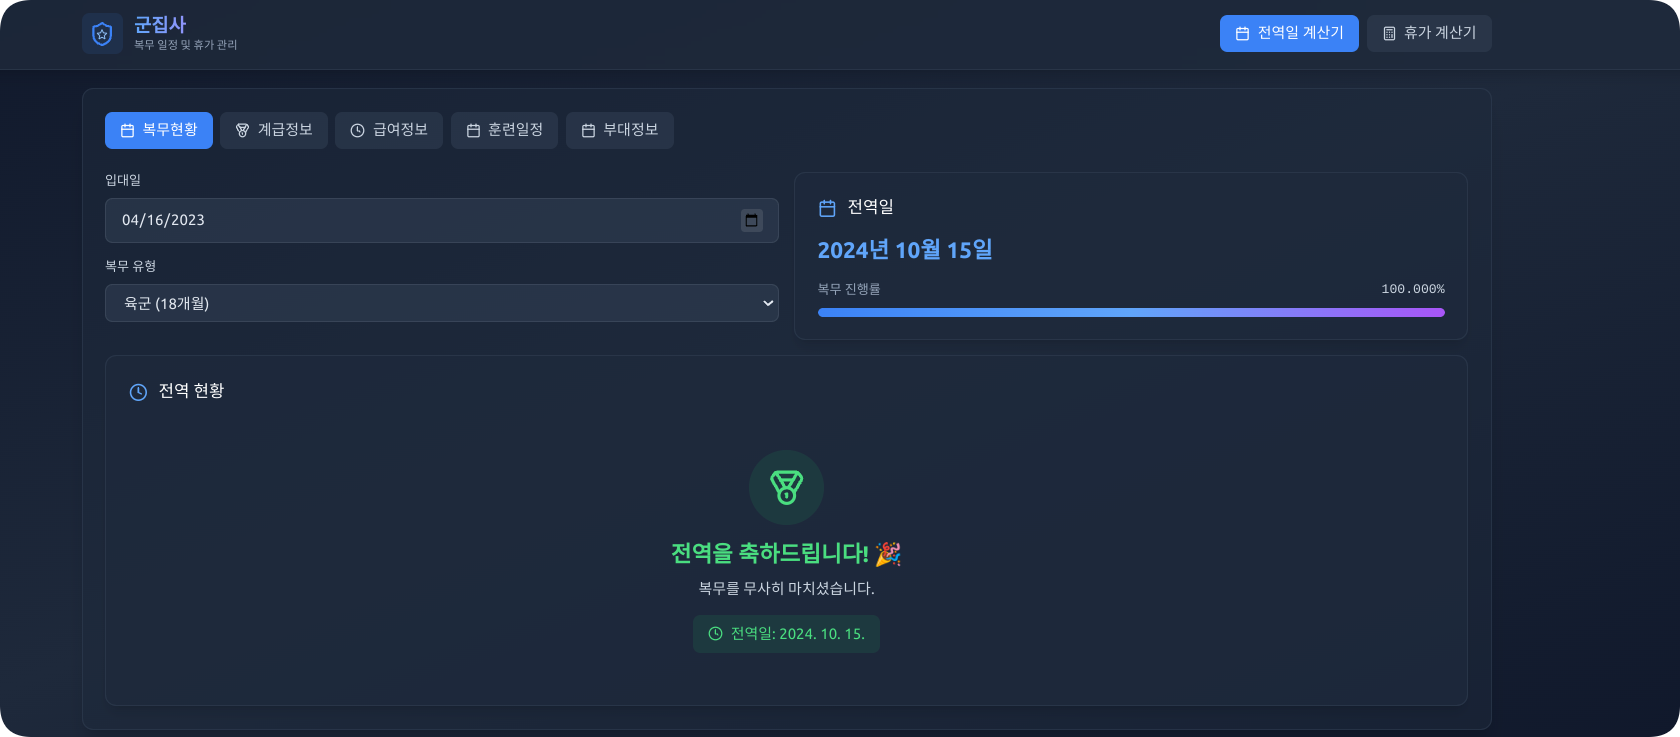 군집사
복무 일정 및 휴가 관리
전역일 계산기
휴가 계산기
복무현황
계급정보
급여정보
훈련일정
부대정보
입대일
04/16/2023
복무 유형
육군 (18개월)
전역일
2024년 10월 15일
복무 진행률
100.000%
전역 현황
전역을 축하드립니다! 🎉
복무를 무사히 마치셨습니다.
전역일: 2024. 10. 15.